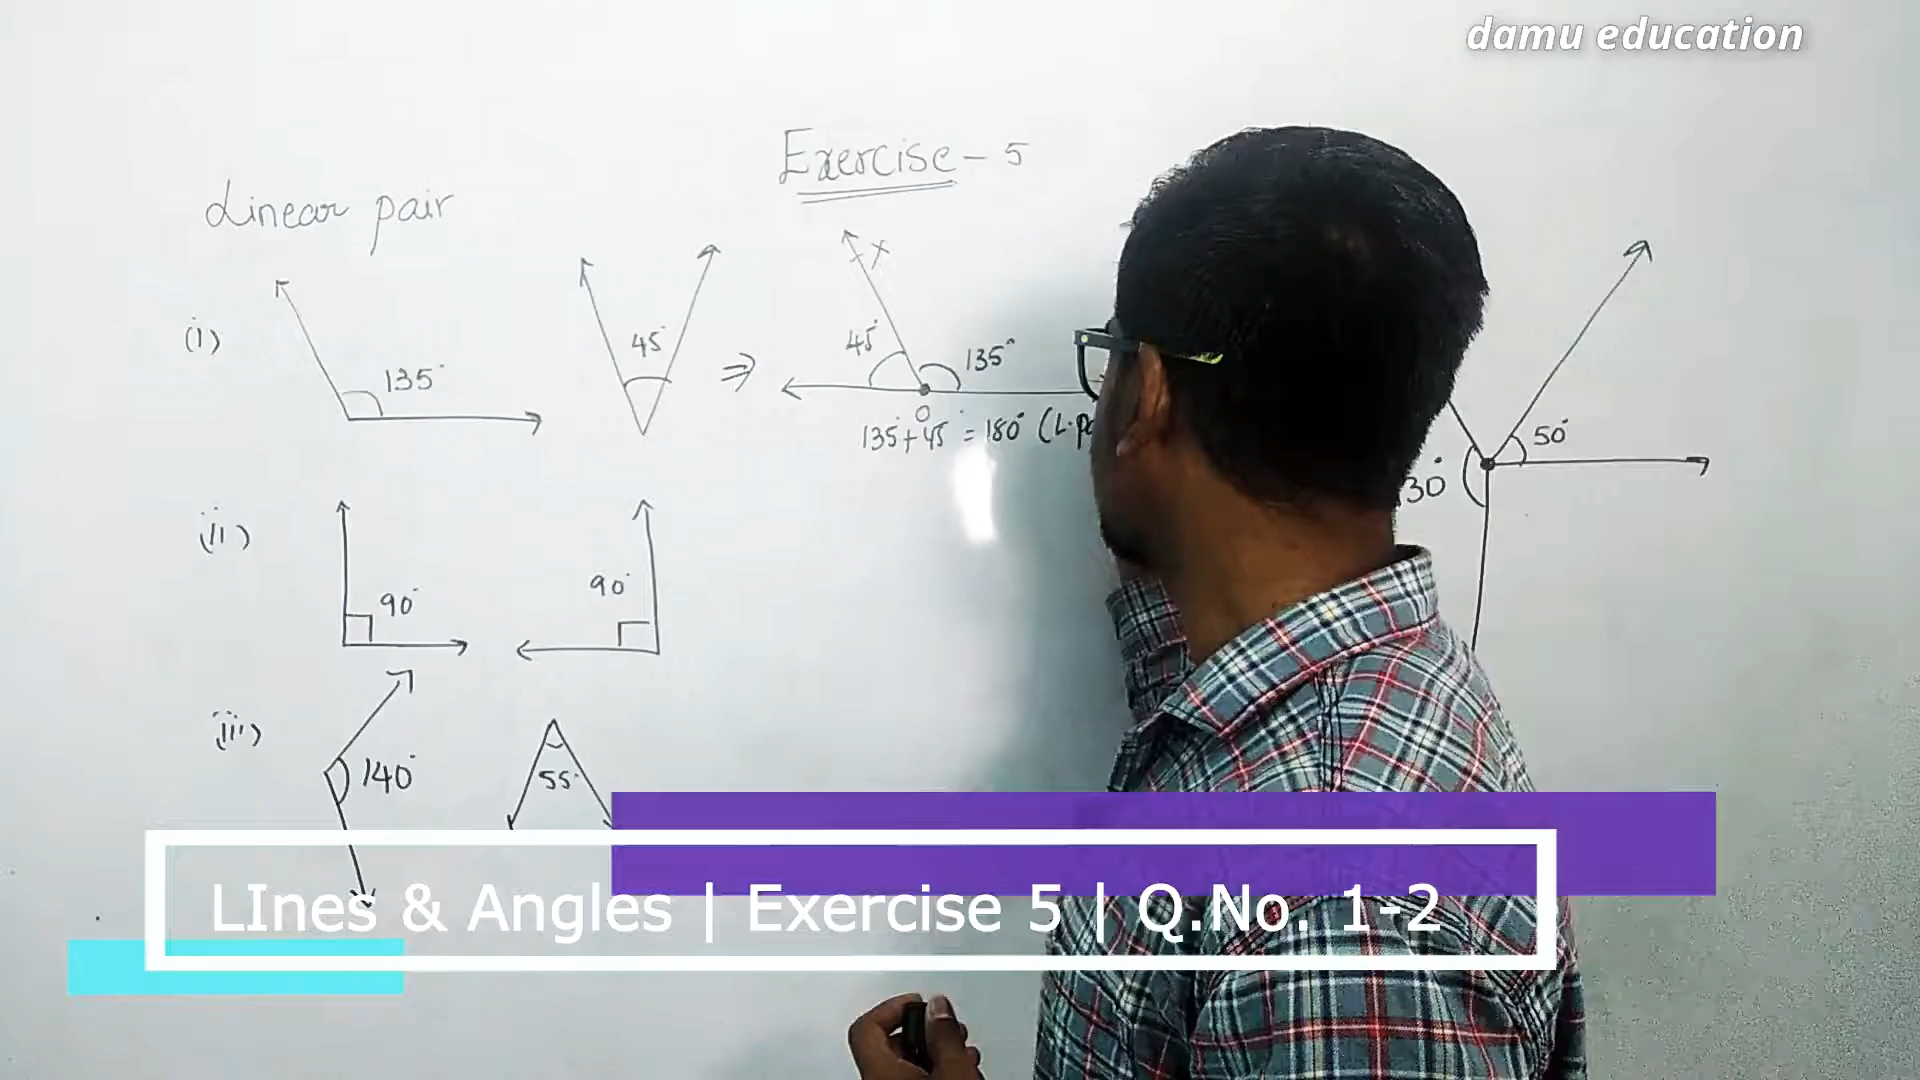 damu education
Exercise - 5
Linear pair
(i) 135° 45° ⇒ X 45° 135°
O
135° + 45° = 180° (L.
50°
30°
(ii) 90° 90°
(iii) 140° 55°
LInes & Angles | Exercise 5 | Q.No. 1-2